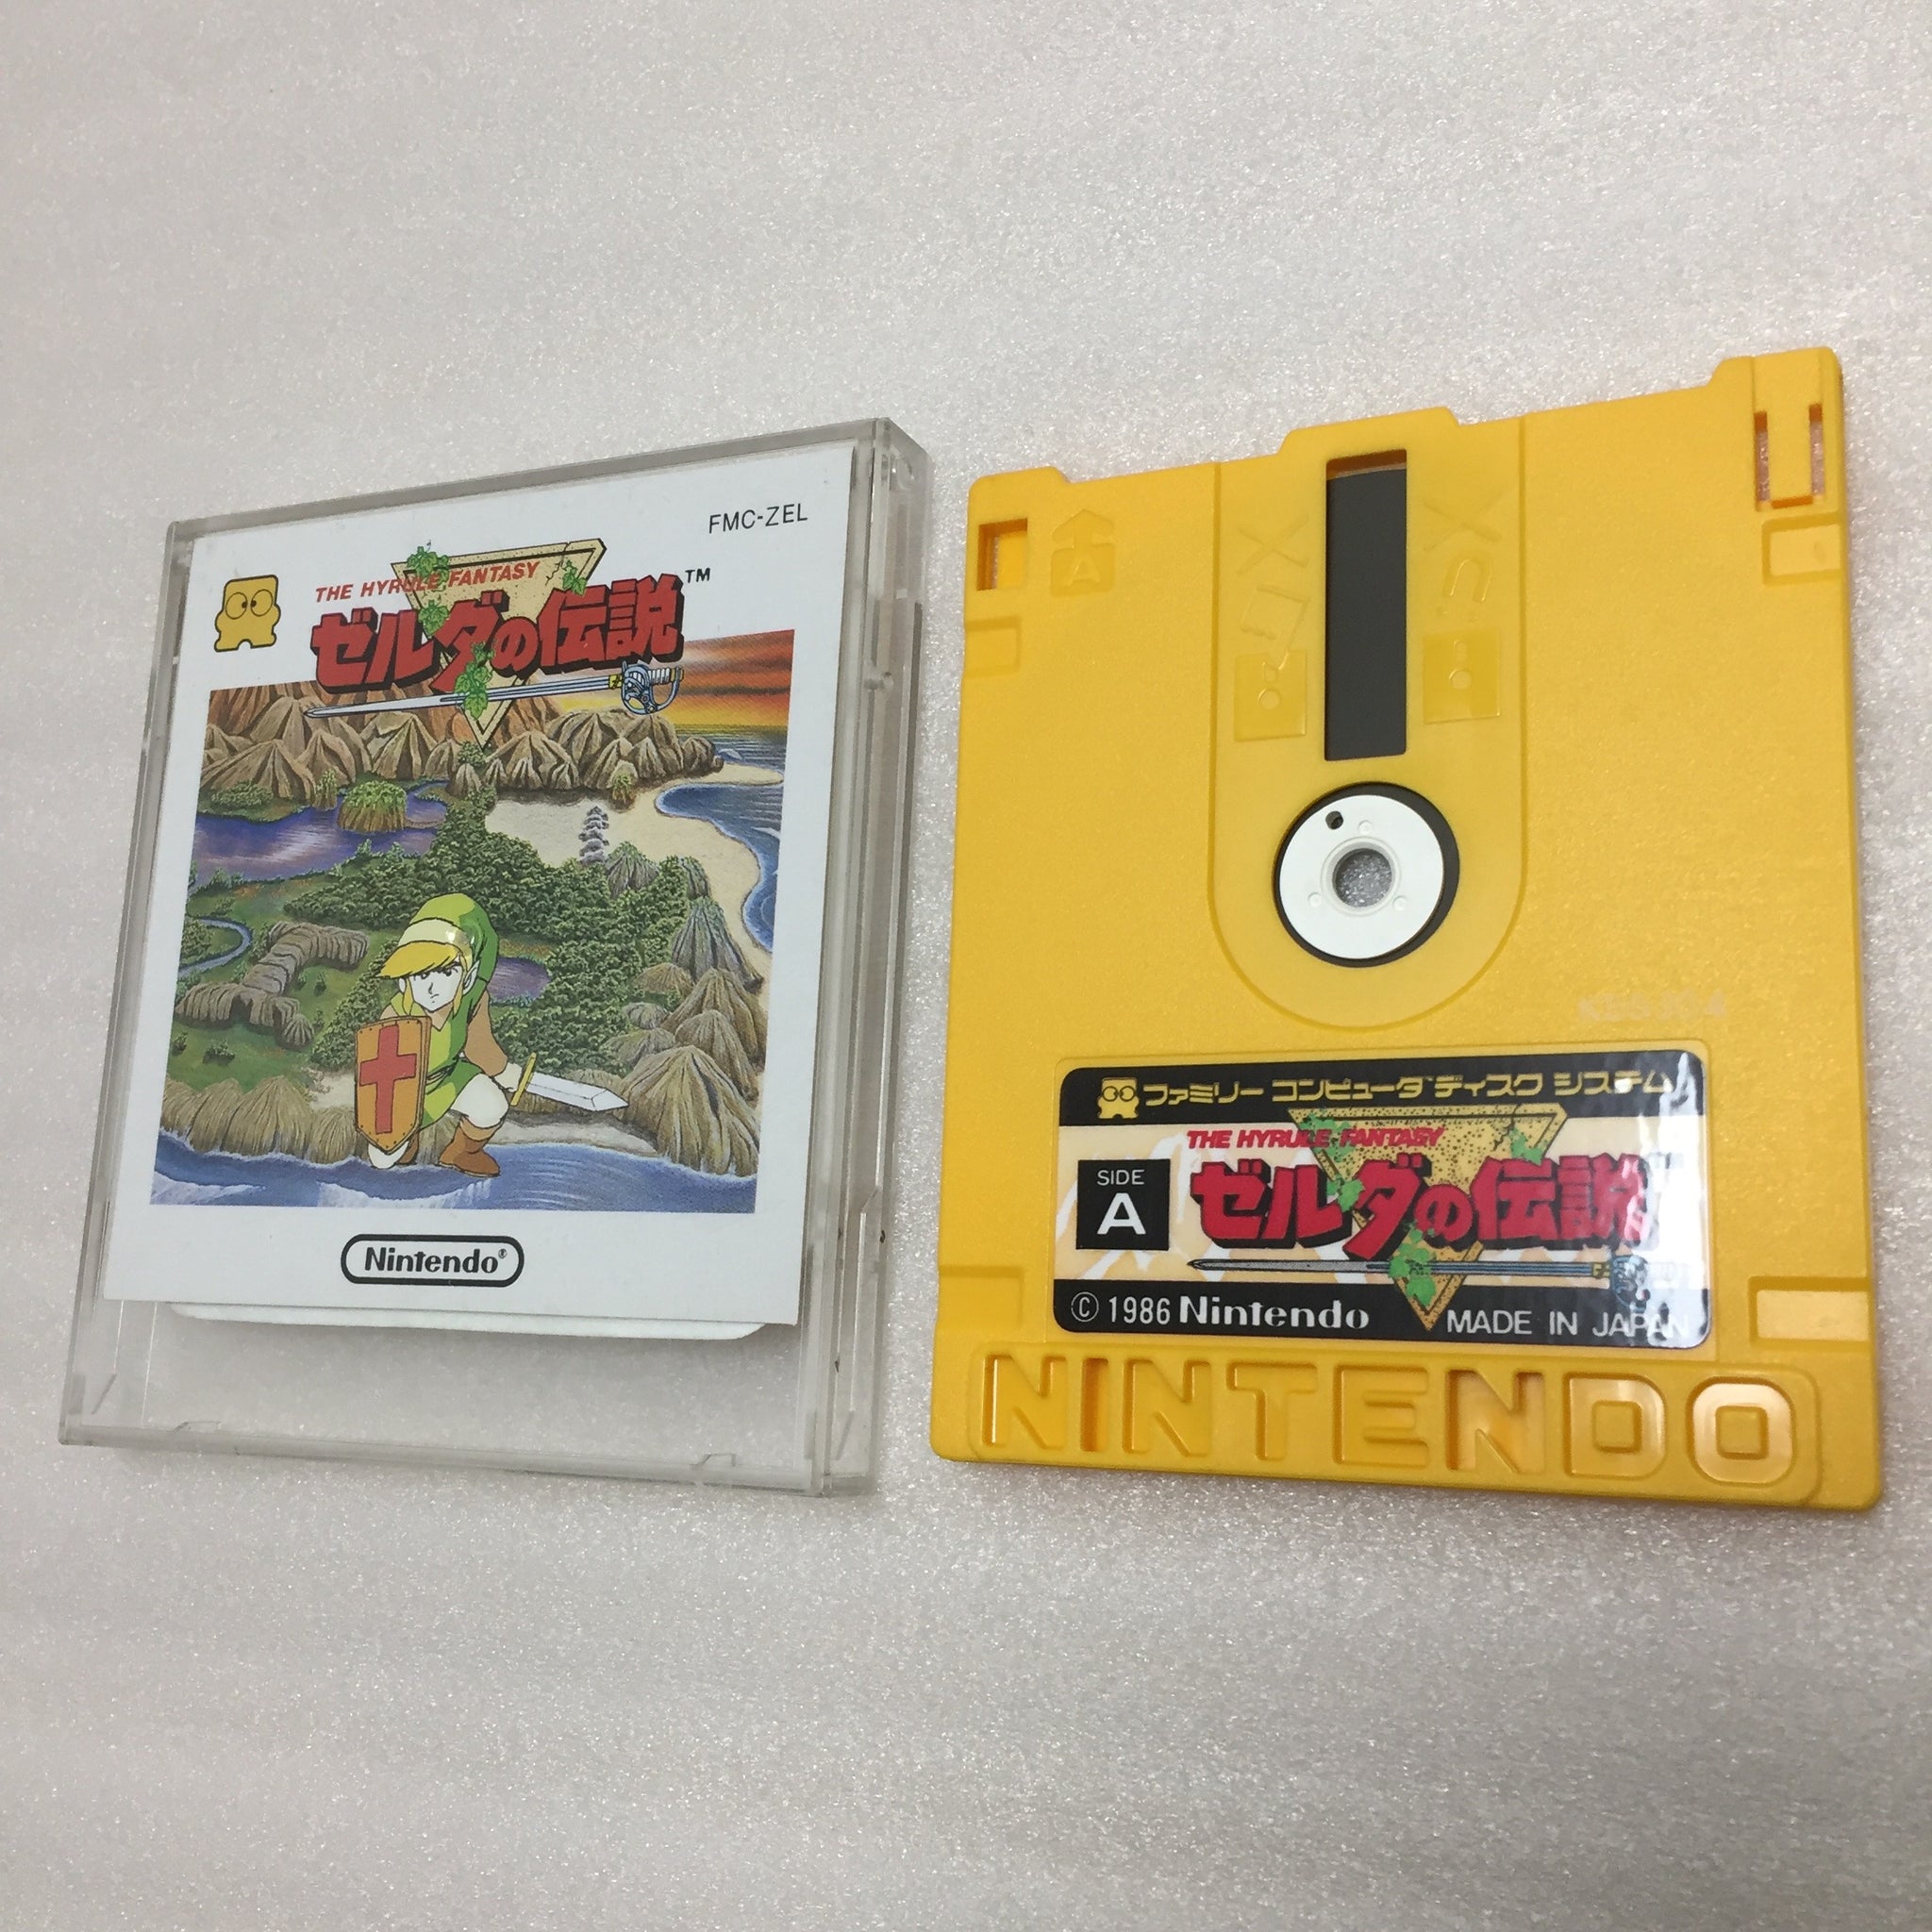 FMC-ZEL
THE HYRULE FANTASY
ゼルダの伝説™
Nintendo®
A
ファミリー コンピュータ ディスク システム
THE HYRULE FANTASY
SIDE
A
ゼルダの伝説
© 1986 Nintendo
MADE IN JAPAN
NINTENDO